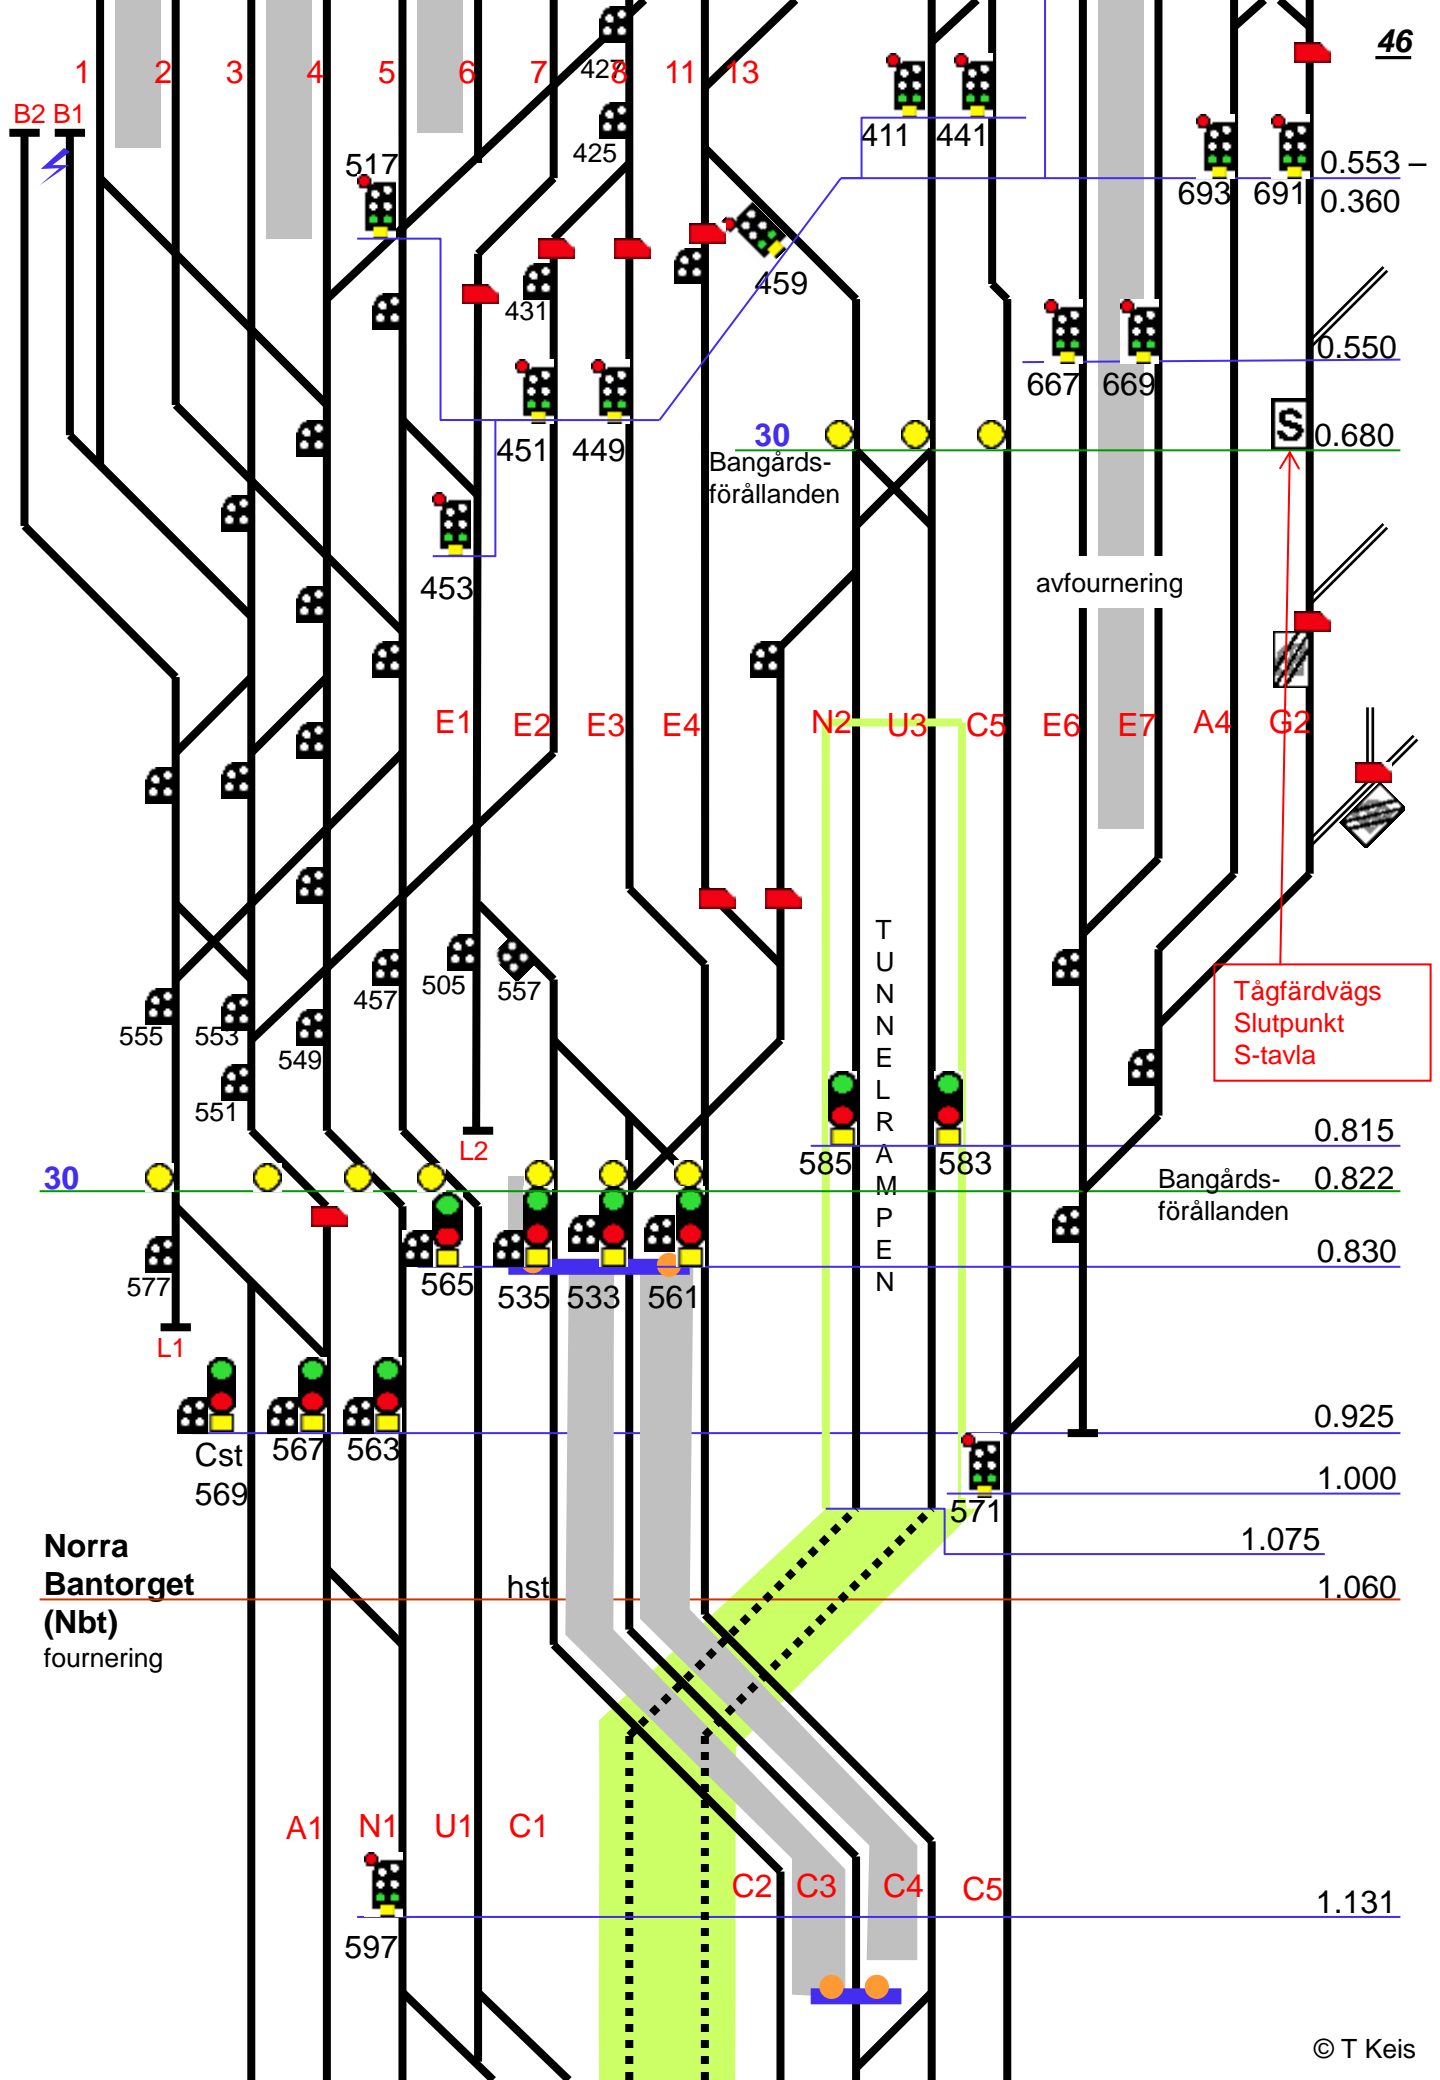 46
1 2 3 4 5 6 7 8 11 13
427
B2 B1
425
411 441
517
0.553 –
693 691 0.360
459
431
667 669 0.550
451 449
30 0.680
Bangårds-
förållanden
S
453
avfournering
E1 E2 E3 E4 N2 U3 C5 E6 E7 A4 G2
TUNNELRAMPEN
457 505 557
Tågfärdvägs
Slutpunkt
S-tavla
555 553 549
551
L2
585 583 0.815
30 0.822
Bangårds-
förållanden
577 565 535 533 561 0.830
L1
Cst 567 563 0.925
569
571 1.000
Norra 1.075
Bantorget hst 1.060
(Nbt)
fournering
A1 N1 U1 C1
C2 C3 C4 C5
1.131
597
© T Keis